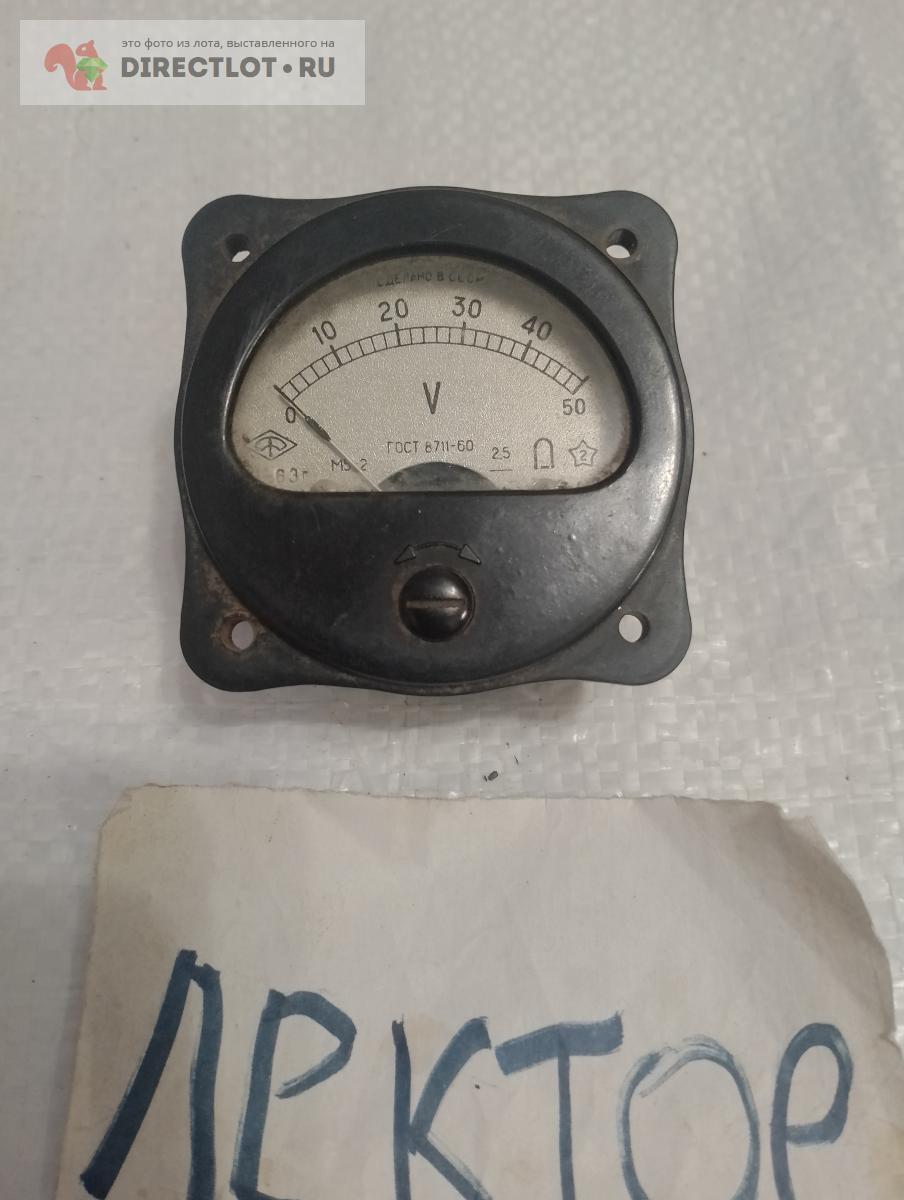 это фото из лота, выставленного на
DIRECTLOT.RU
СДЕЛАНО В СССР
0 10 20 30 40 50
V
ГОСТ 8711-60 2.5 2
63г
ЛЕКТОР